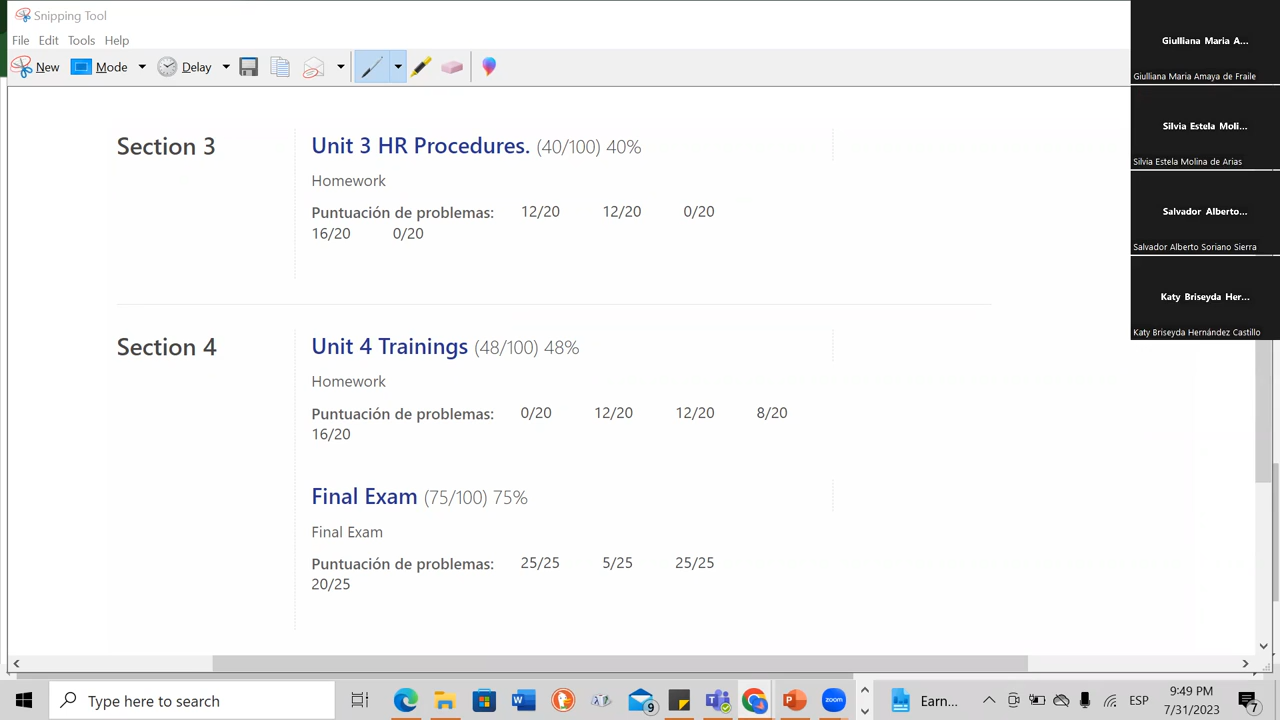 Snipping Tool
File Edit Tools Help
New Mode Delay
Section 3
Unit 3 HR Procedures. (40/100) 40%
Homework
Puntuación de problemas: 12/20 12/20 0/20
16/20 0/20
Section 4
Unit 4 Trainings (48/100) 48%
Homework
Puntuación de problemas: 0/20 12/20 12/20 8/20
16/20
Final Exam (75/100) 75%
Final Exam
Puntuación de problemas: 25/25 5/25 25/25
20/25
Giulliana Maria A...
Giulliana Maria Amaya de Fraile
Silvia Estela Moli...
Silvia Estela Molina de Arias
Salvador Alberto...
Salvador Alberto Soriano Sierra
Katy Briseyda Her...
Katy Briseyda Hernández Castillo
Type here to search
9
Earn...
ESP
9:49 PM
7/31/2023
7
zoom